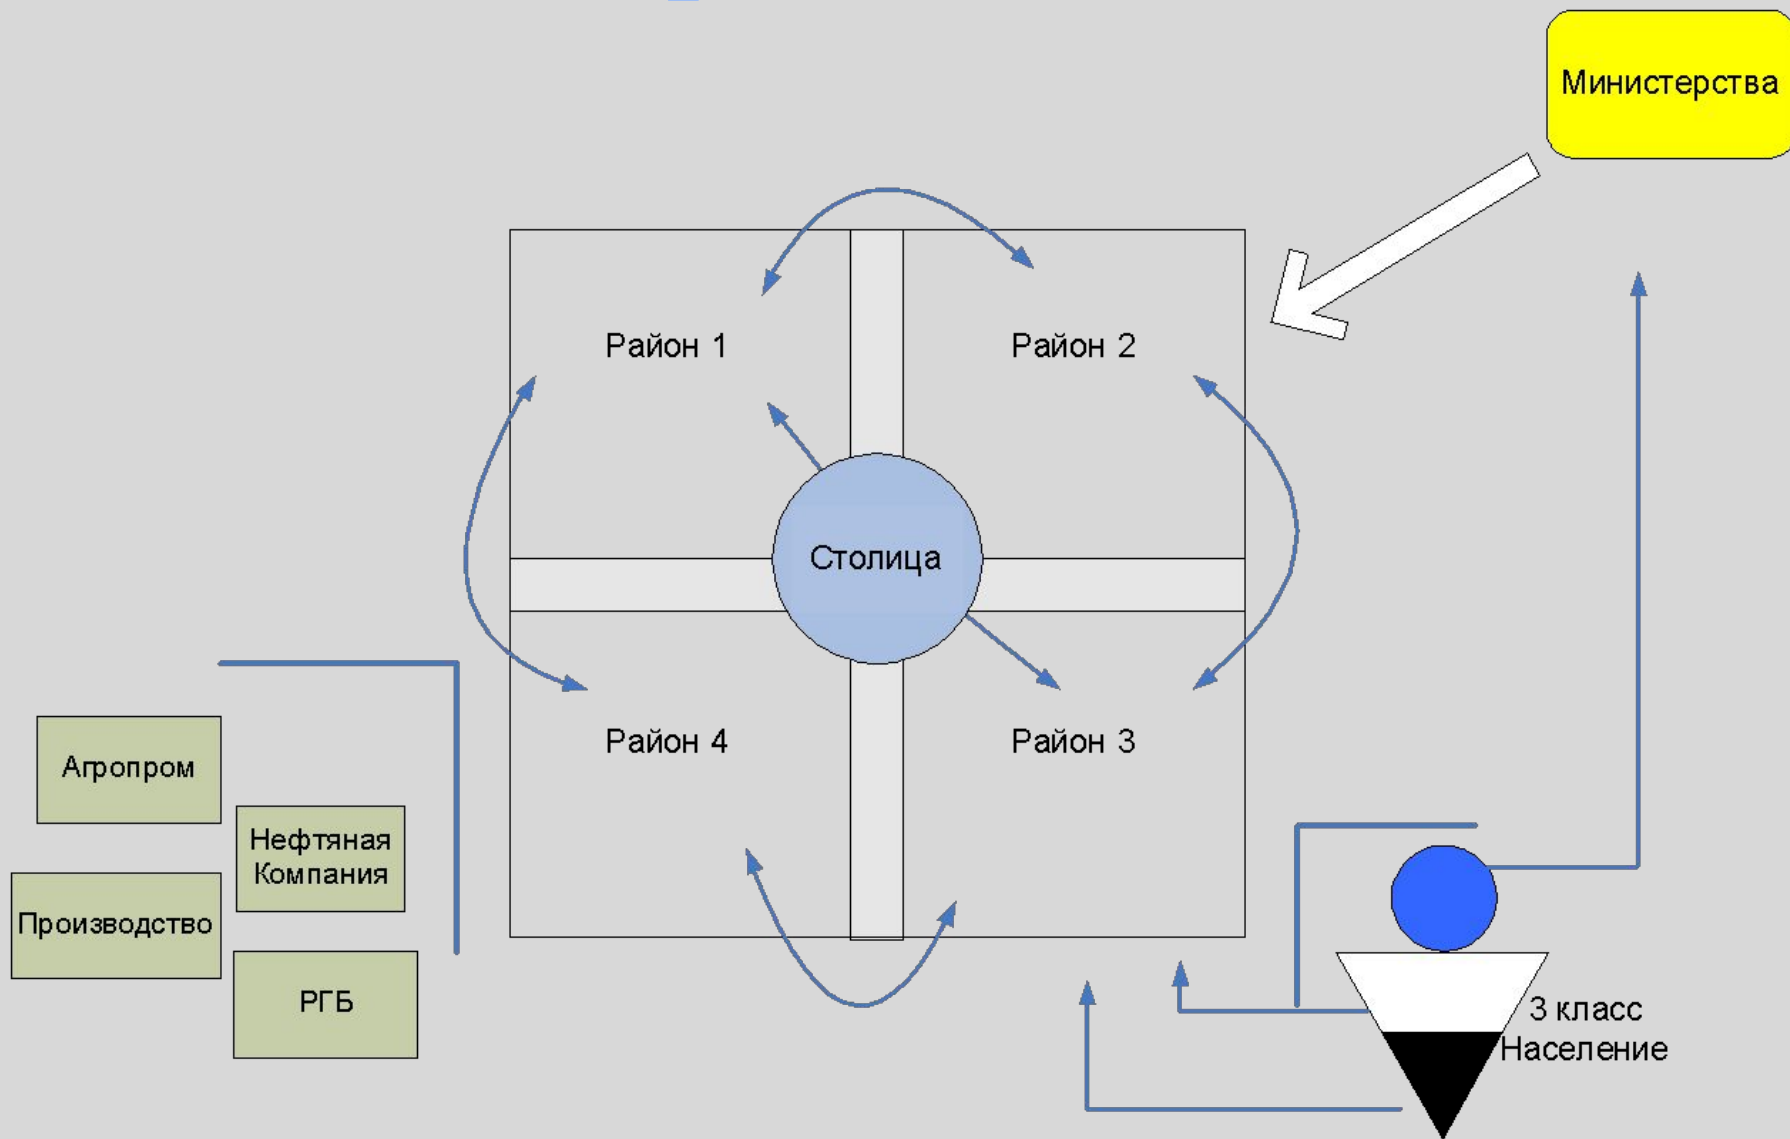 Министерства
Район 1
Район 2
Столица
Район 4
Район 3
Агропром
Нефтяная
Компания
Производство
РГБ
3 класс
Население